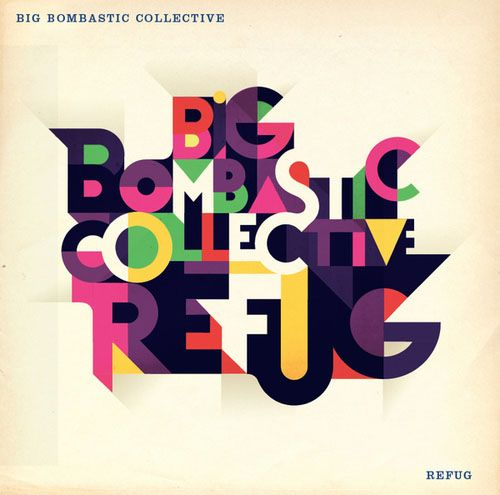 BIG BOMBASTIC COLLECTIVE
BiG
BOMBASTIC
COLLECTIVE
REFUG
REFUG